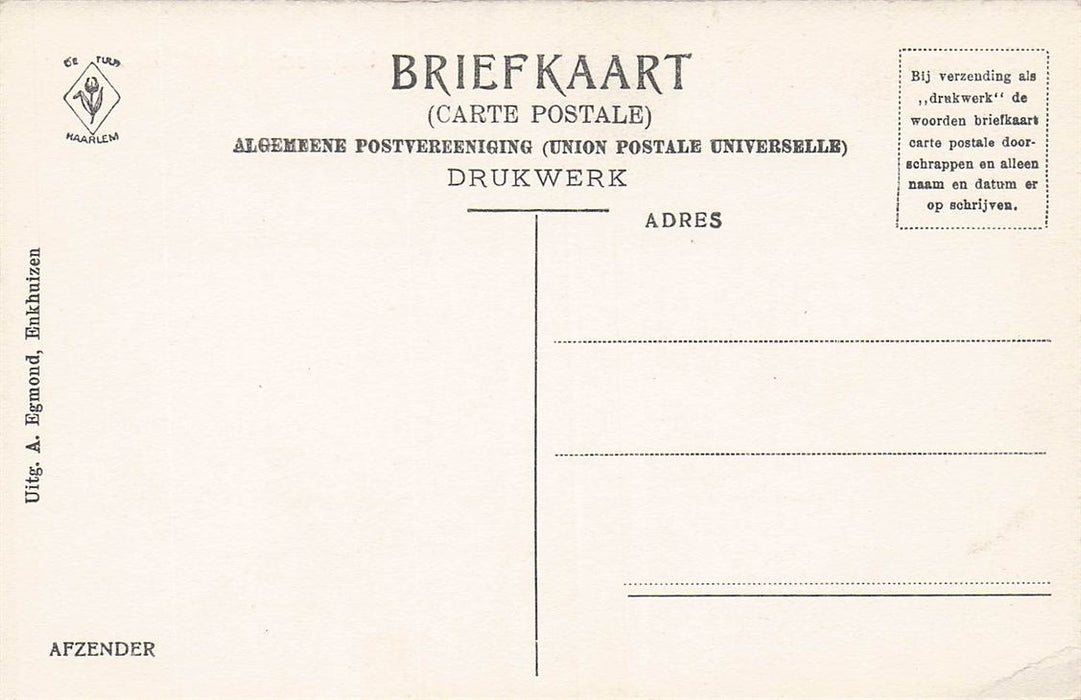 DE TULP
HAARLEM
BRIEFKAART
(CARTE POSTALE)
ALGEMEENE POSTVEREENIGING (UNION POSTALE UNIVERSELLE)
DRUKWERK
Bij verzending als
„drukwerk“ de
woorden briefkaart
carte postale door-
schrappen en alleen
naam en datum er
op schrijven.
ADRES
Uitg. A. Egmond, Enkhuizen
AFZENDER